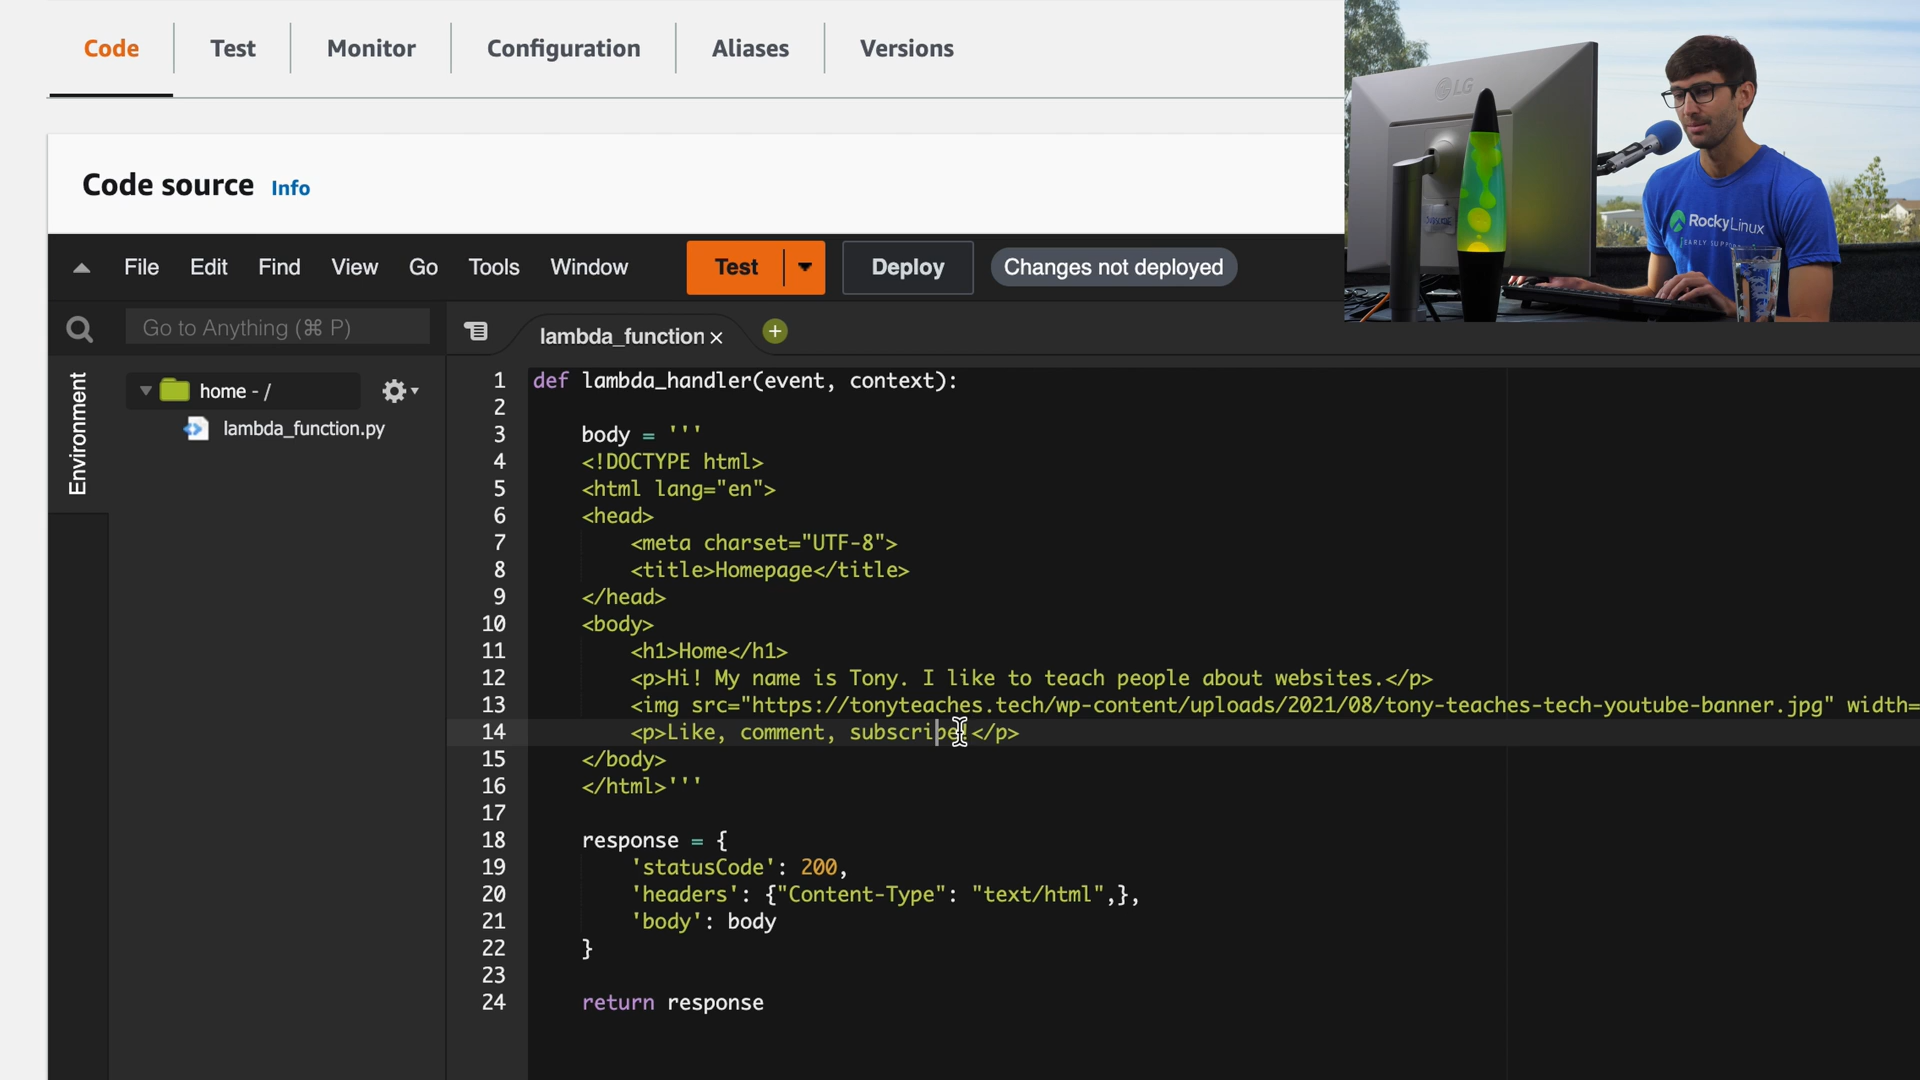 Code Test Monitor Configuration Aliases Versions
LG
RockyLinux
Code source Info
File Edit Find View Go Tools Window Test Deploy Changes not deployed
Go to Anything (⌘ P)
lambda_function ×
Environment
home - /
lambda_function.py
1 def lambda_handler(event, context):
2
3 body = '''
4 <!DOCTYPE html>
5 <html lang="en">
6 <head>
7 <meta charset="UTF-8">
8 <title>Homepage</title>
9 </head>
10 <body>
11 <h1>Home</h1>
12 <p>Hi! My name is Tony. I like to teach people about websites.</p>
13 <img src="https://tonyteaches.tech/wp-content/uploads/2021/08/tony-teaches-tech-youtube-banner.jpg" width=
14 <p>Like, comment, subscribe!</p>
15 </body>
16 </html>'''
17
18 response = {
19 'statusCode': 200,
20 'headers': {"Content-Type": "text/html",},
21 'body': body
22 }
23
24 return response